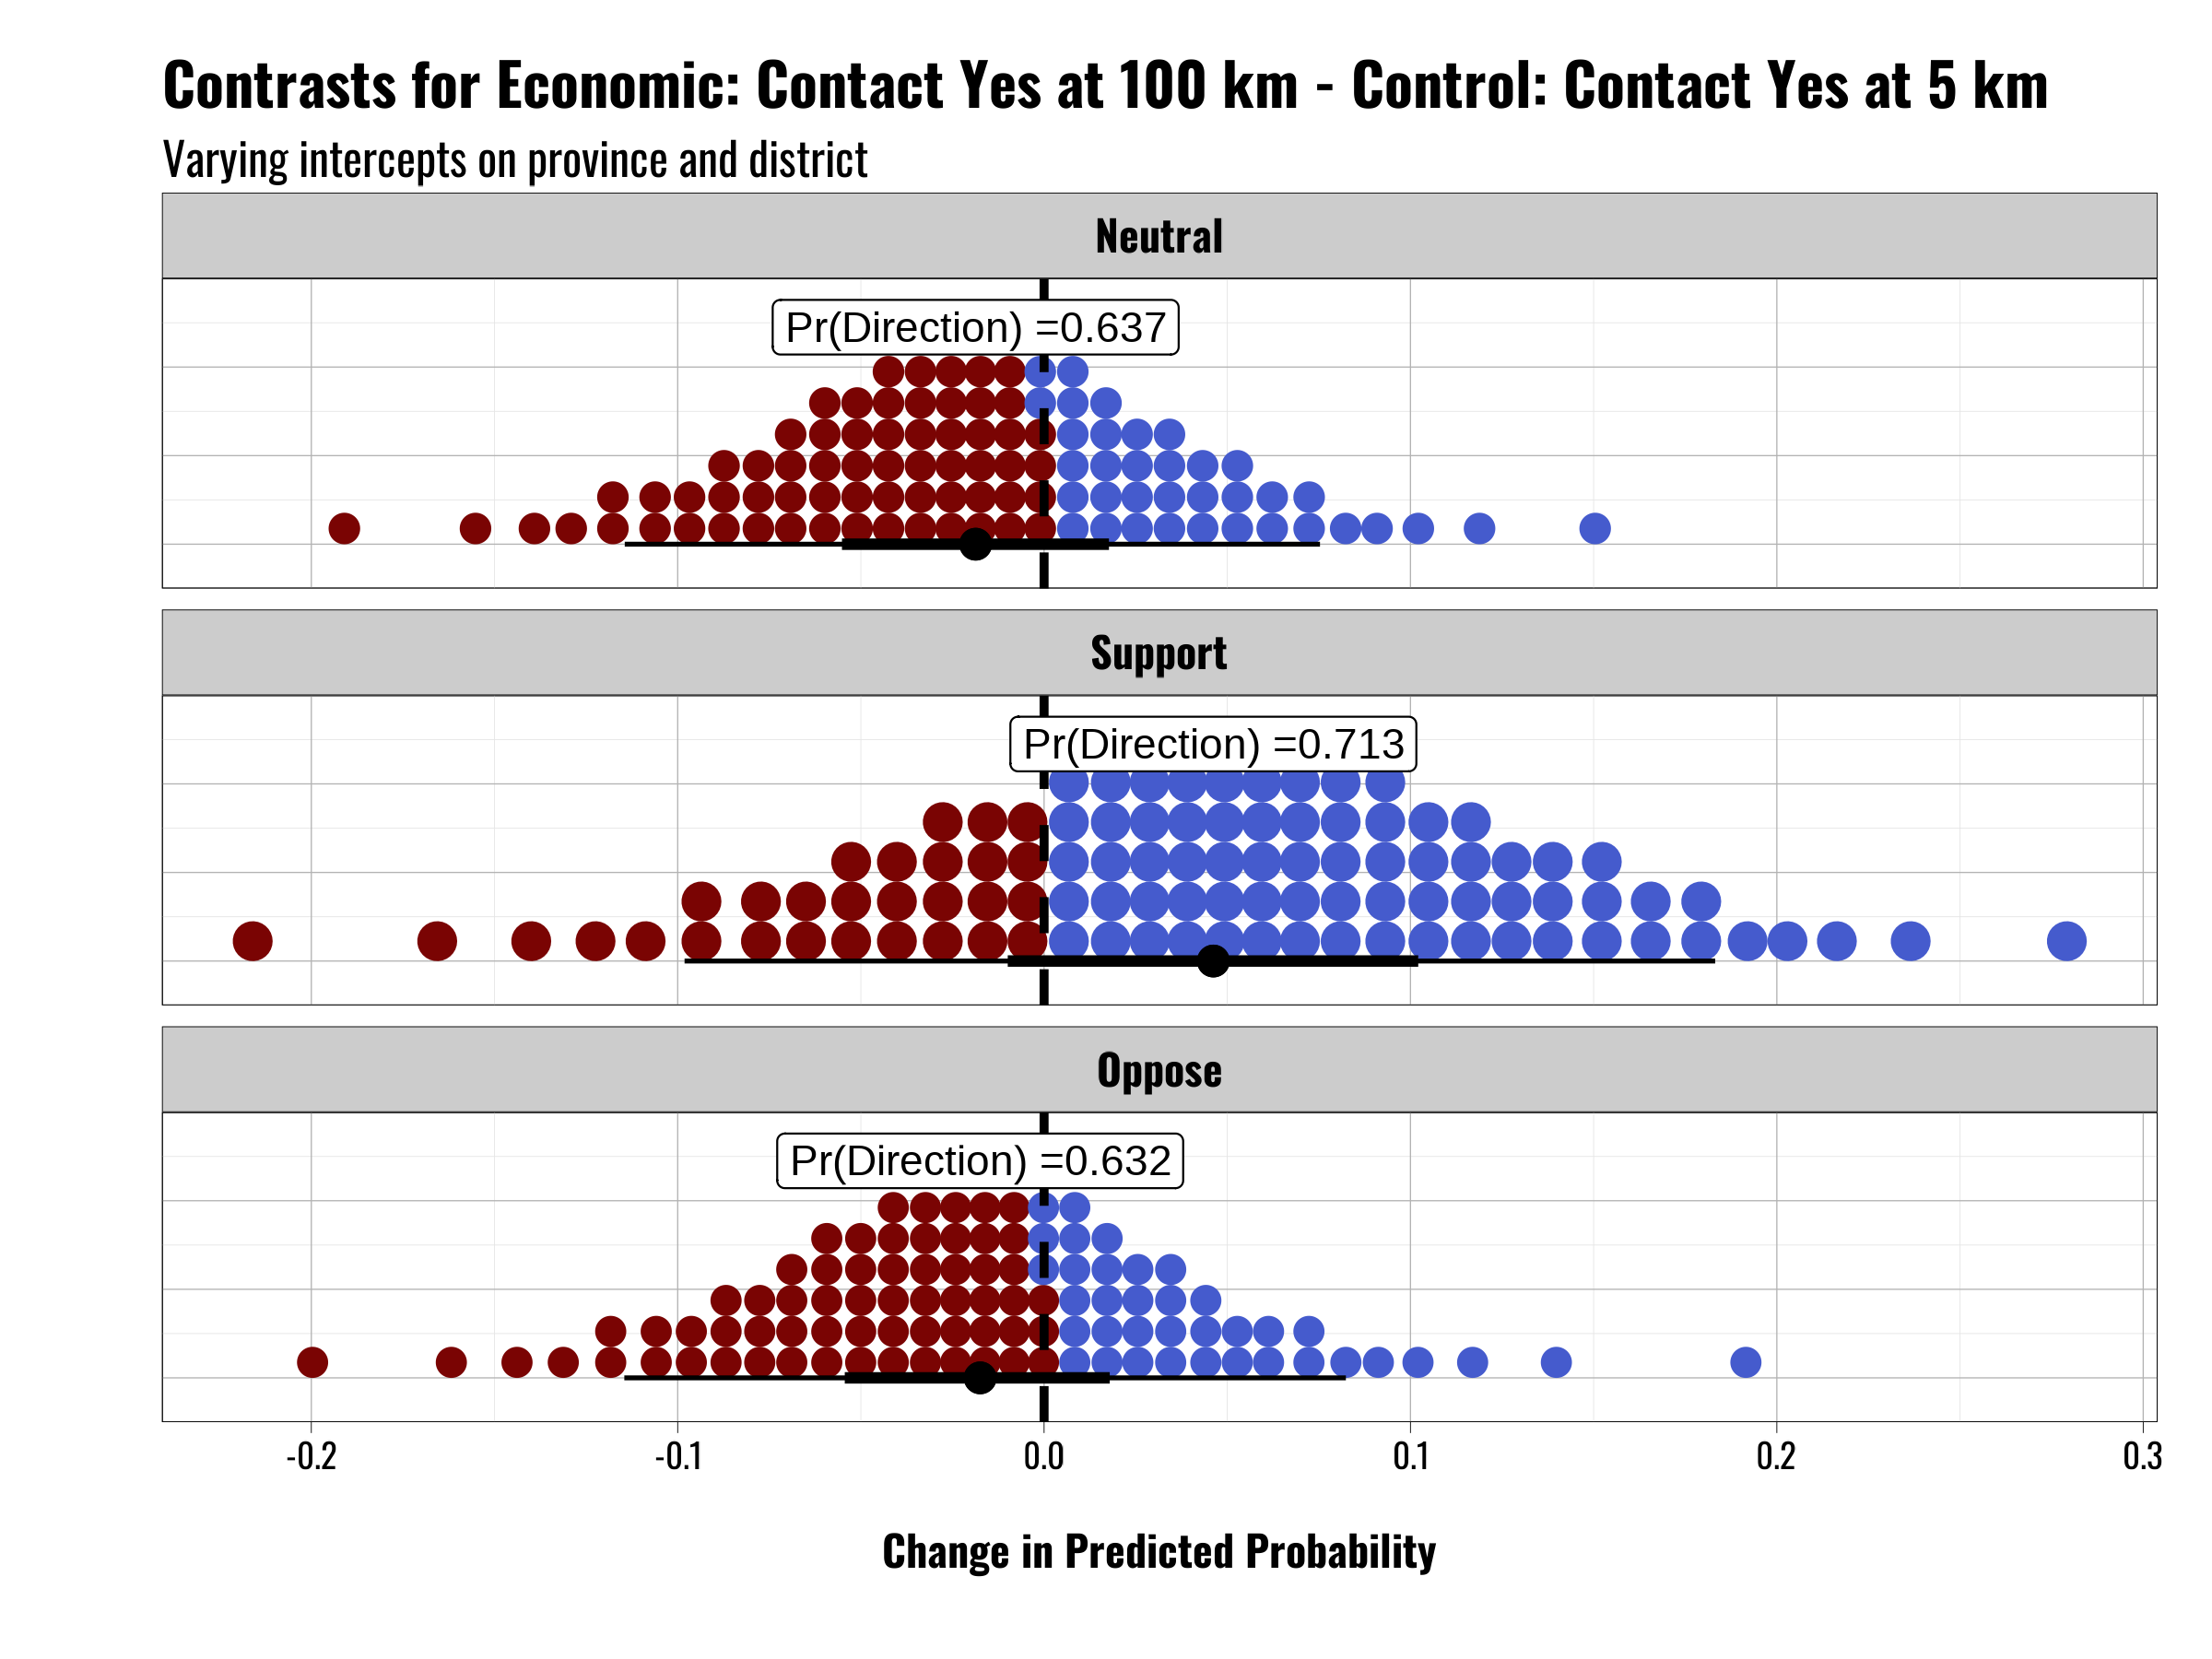 Contrasts for Economic: Contact Yes at 100 km - Control: Contact Yes at 5 km
Varying intercepts on province and district
Neutral
Pr(Direction) =0.637
Support
Pr(Direction) =0.713
Oppose
Pr(Direction) =0.632
-0.2 -0.1 0.0 0.1 0.2 0.3
Change in Predicted Probability